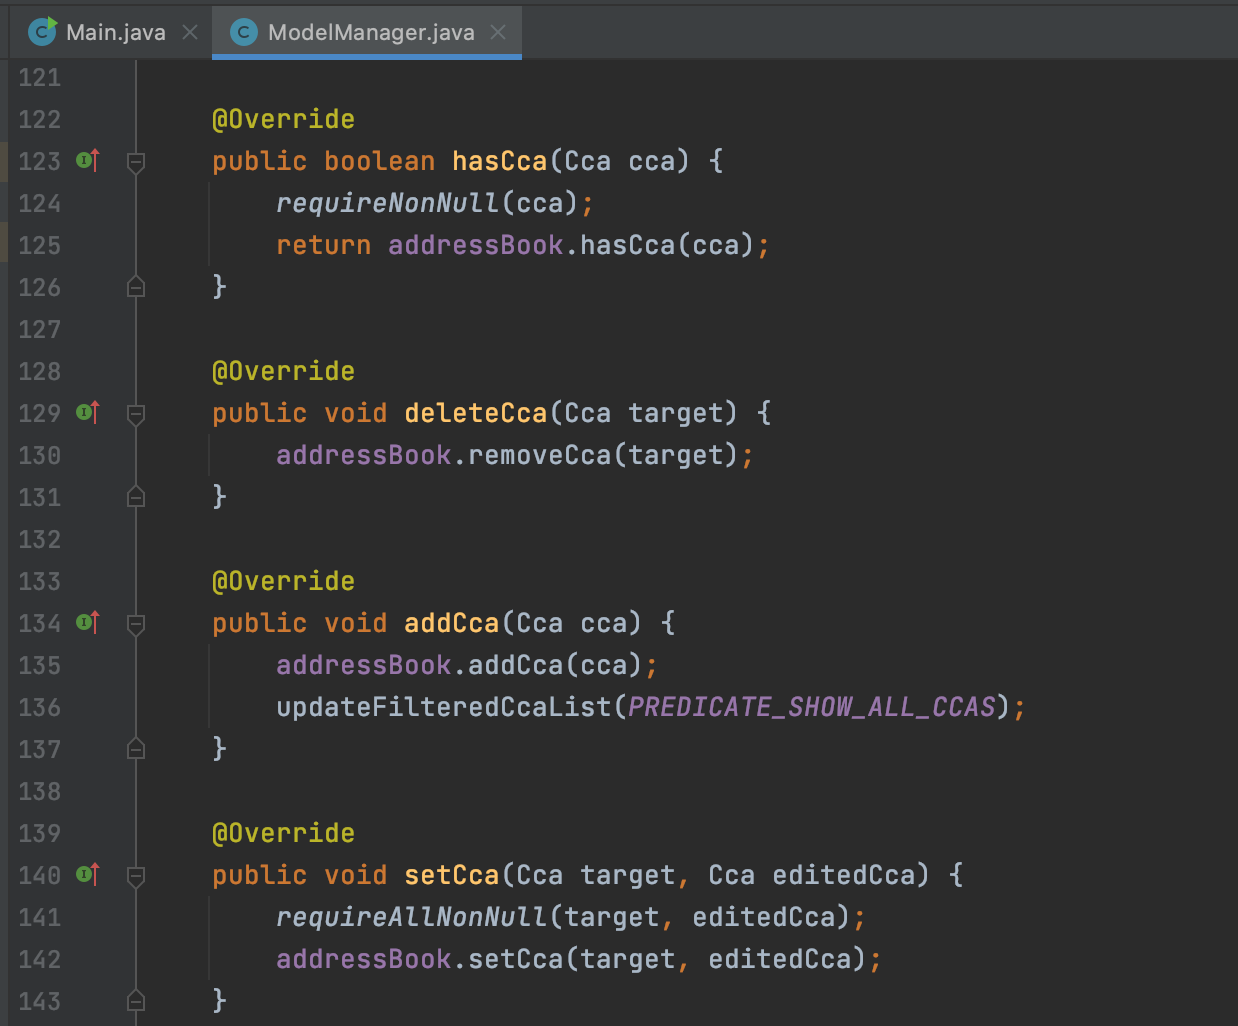 Main.java
ModelManager.java
121
122 @Override
123 public boolean hasCca(Cca cca) {
124 requireNonNull(cca);
125 return addressBook.hasCca(cca);
126 }
127
128 @Override
129 public void deleteCca(Cca target) {
130 addressBook.removeCca(target);
131 }
132
133 @Override
134 public void addCca(Cca cca) {
135 addressBook.addCca(cca);
136 updateFilteredCcaList(PREDICATE_SHOW_ALL_CCAS);
137 }
138
139 @Override
140 public void setCca(Cca target, Cca editedCca) {
141 requireAllNonNull(target, editedCca);
142 addressBook.setCca(target, editedCca);
143 }